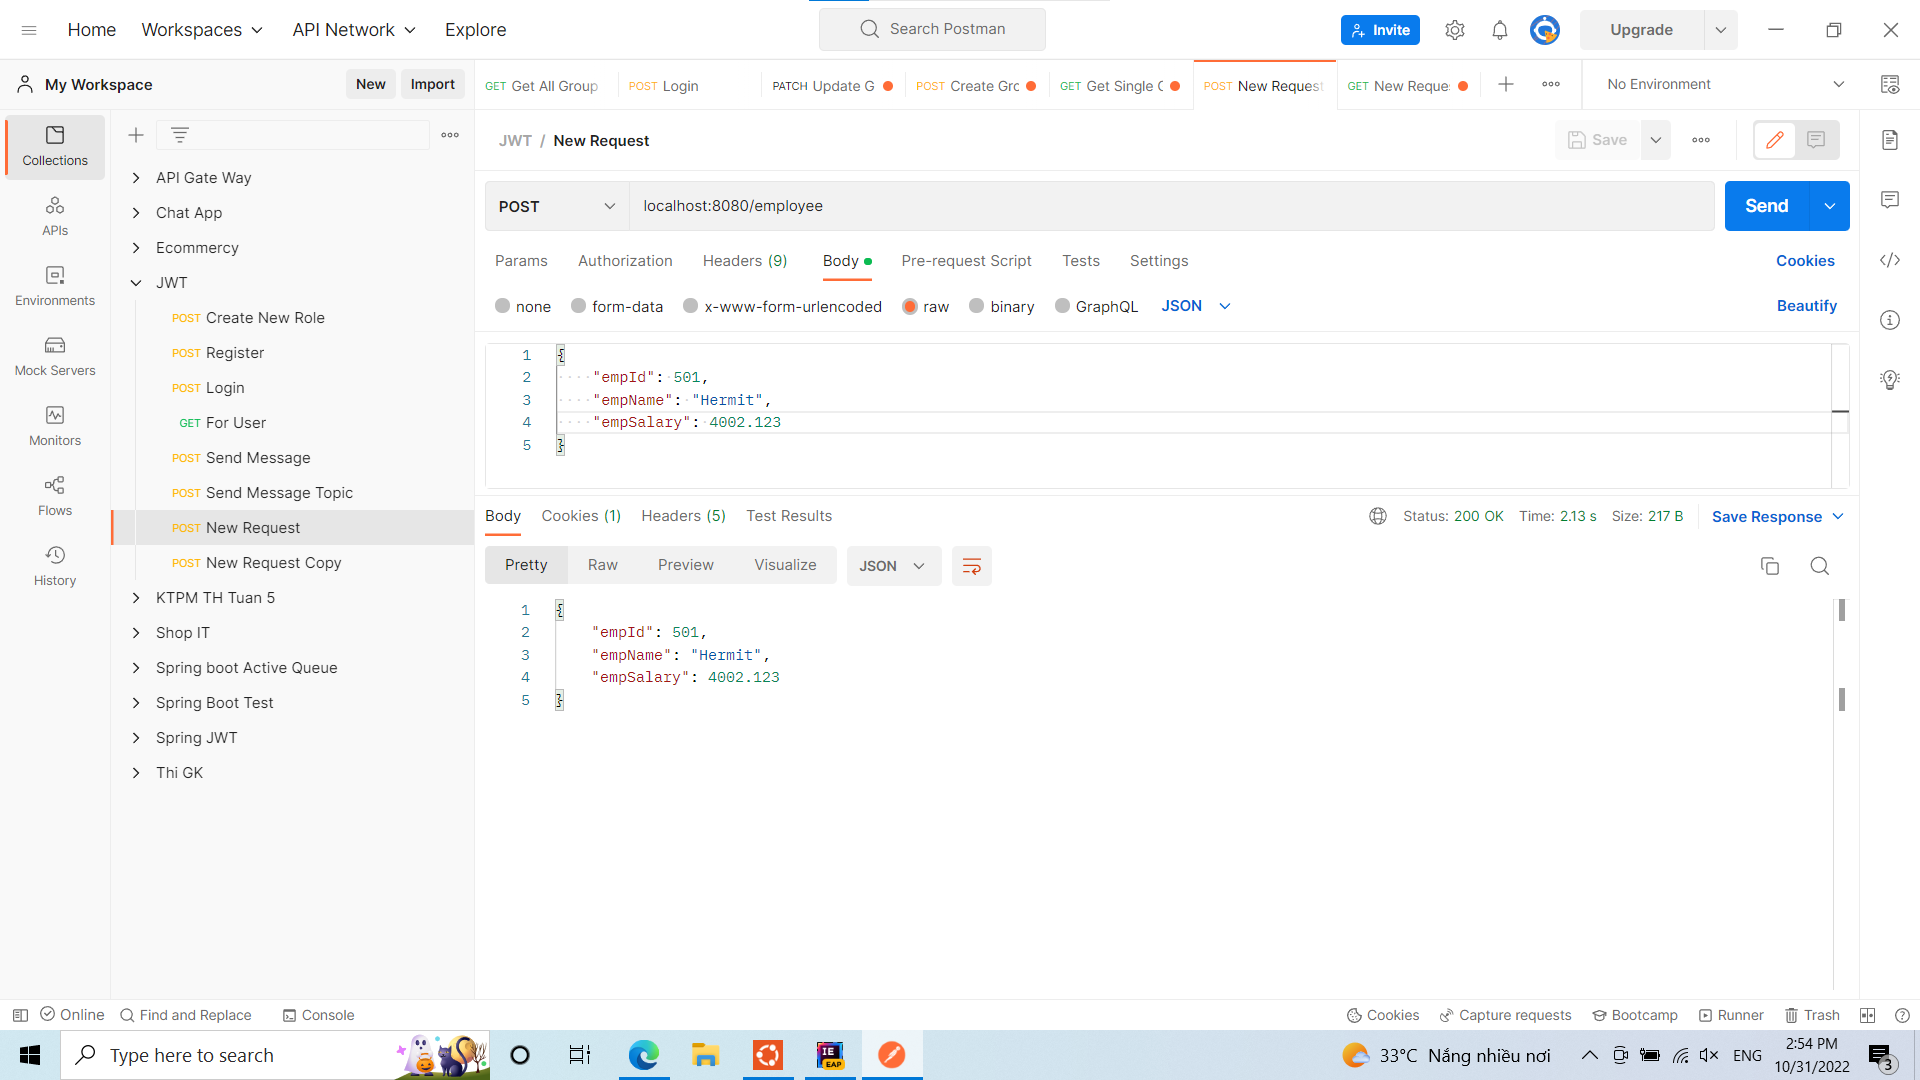 Home Workspaces API Network Explore Search Postman Invite Upgrade
My Workspace New Import
GET Get All Group POST Login PATCH Update G POST Create Grc GET Get Single ( POST New Request GET New Reque: No Environment
JWT / New Request Save
POST localhost:8080/employee Send
Params Authorization Headers (9) Body Pre-request Script Tests Settings Cookies
none form-data x-www-form-urlencoded raw binary GraphQL JSON Beautify
1 {
2 "empId": 501,
3 "empName": "Hermit",
4 "empSalary": 4002.123
5 }
Body Cookies (1) Headers (5) Test Results Status: 200 OK Time: 2.13 s Size: 217 B Save Response
Pretty Raw Preview Visualize JSON
1 {
2 "empId": 501,
3 "empName": "Hermit",
4 "empSalary": 4002.123
5 }
Collections
APIs
Environments
Mock Servers
Monitors
Flows
History
API Gate Way
Chat App
Ecommercy
JWT
POST Create New Role
POST Register
POST Login
GET For User
POST Send Message
POST Send Message Topic
POST New Request
POST New Request Copy
KTPM TH Tuan 5
Shop IT
Spring boot Active Queue
Spring Boot Test
Spring JWT
Thi GK
Online Find and Replace Console Cookies Capture requests Bootcamp Runner Trash
Type here to search IE EAP 33°C Nắng nhiều nơi ENG 2:54 PM
10/31/2022 3